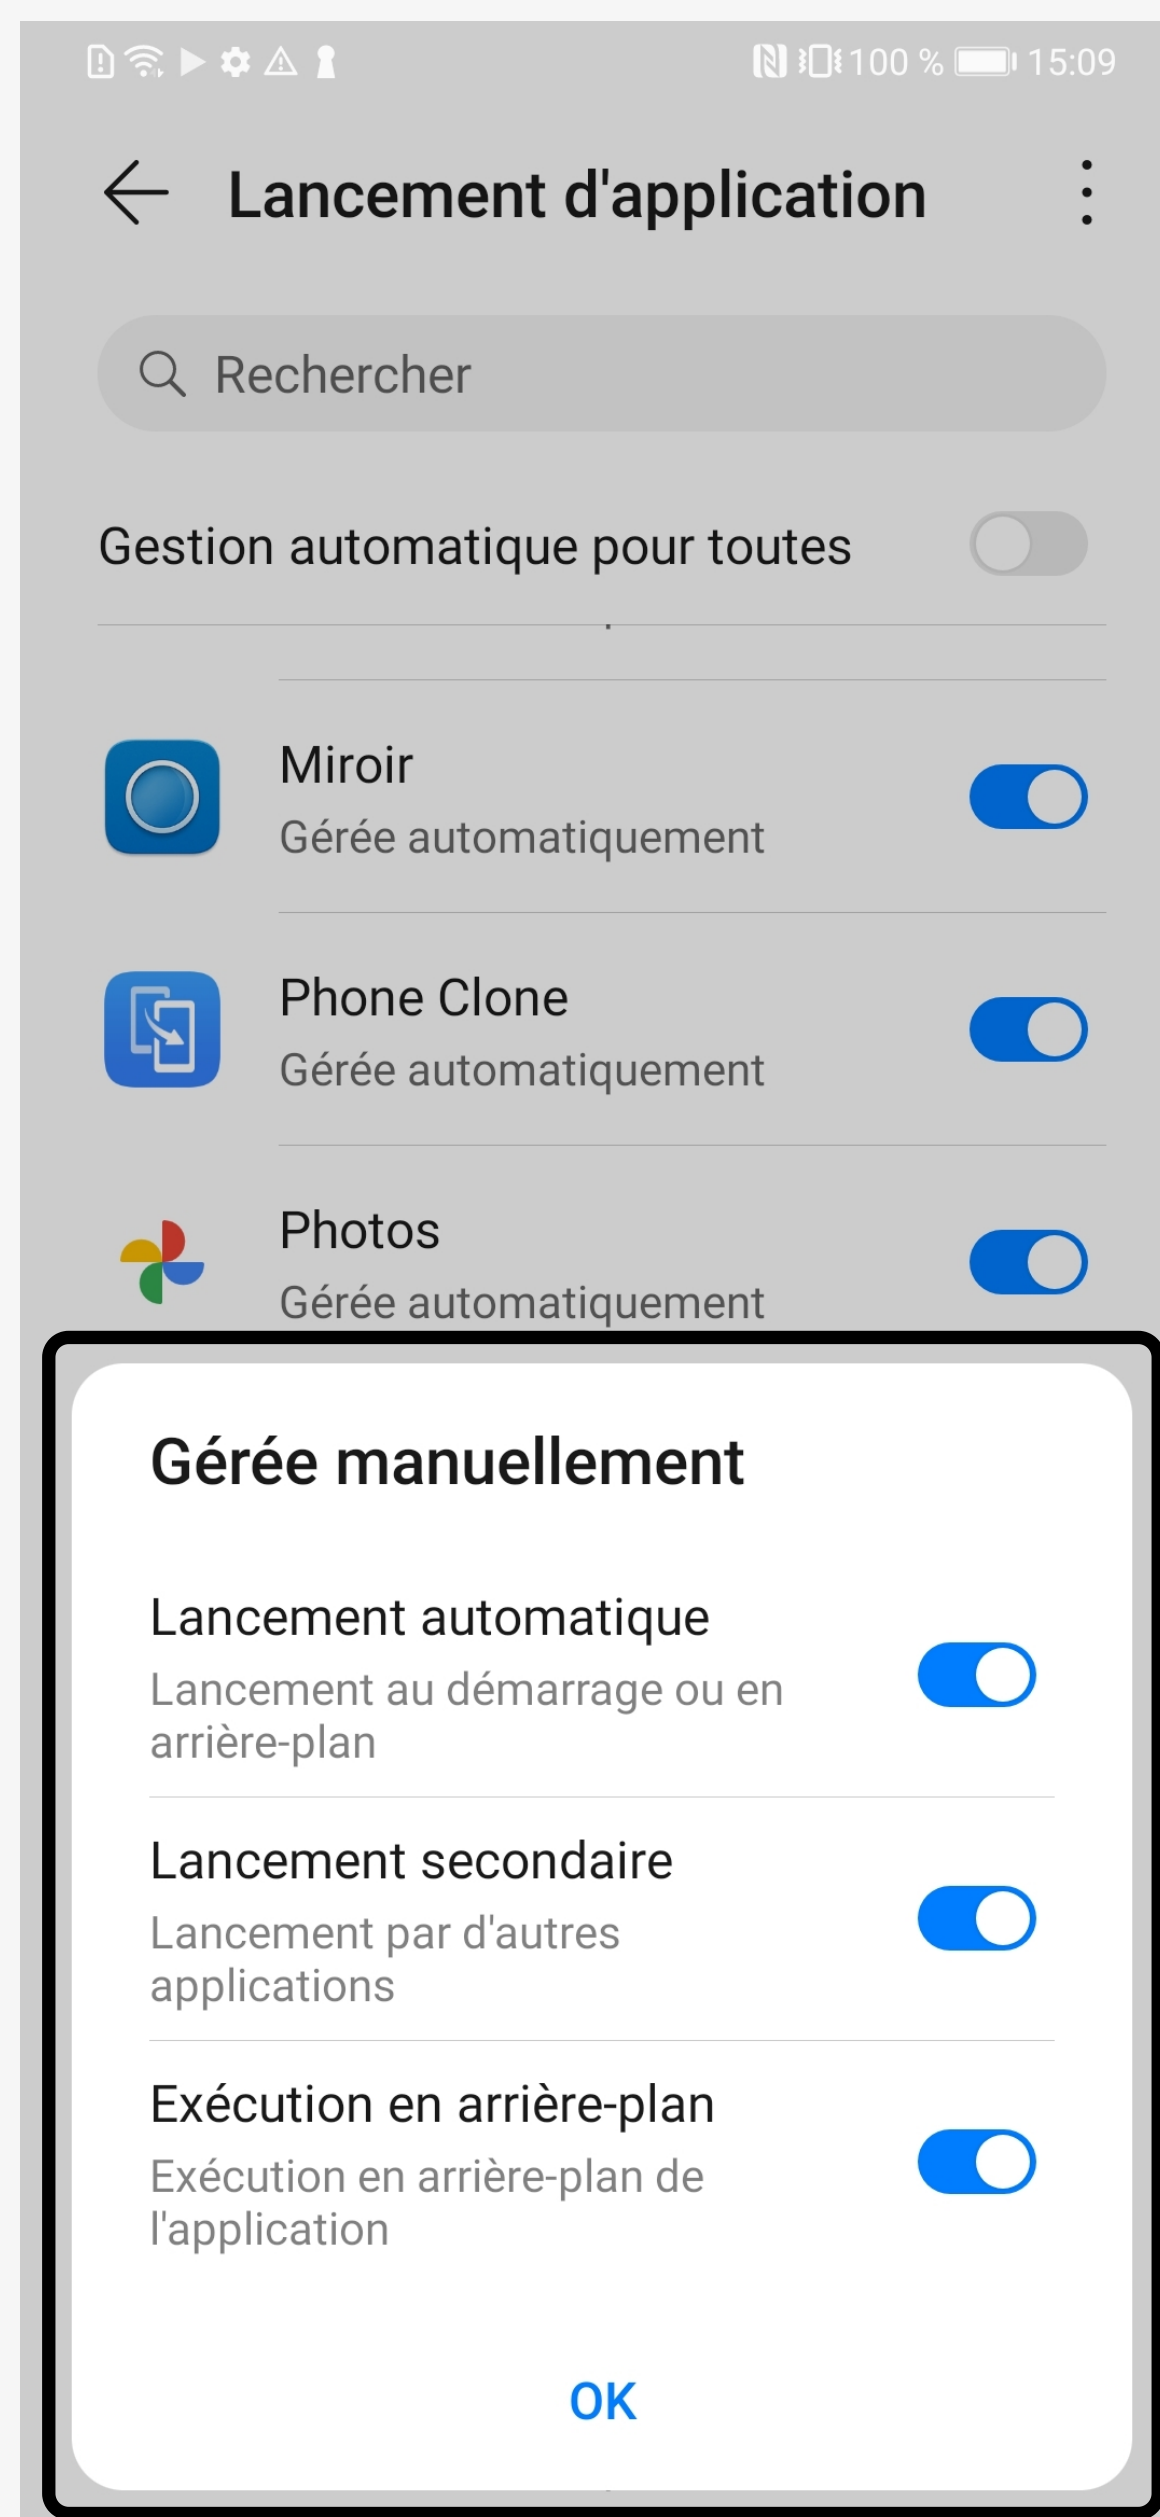 100 % 15:09
Lancement d'application
Rechercher
Gestion automatique pour toutes
Miroir
Gérée automatiquement
Phone Clone
Gérée automatiquement
Photos
Gérée automatiquement
Gérée manuellement
Lancement automatique
Lancement au démarrage ou en
arrière-plan
Lancement secondaire
Lancement par d'autres
applications
Exécution en arrière-plan
Exécution en arrière-plan de
l'application
OK